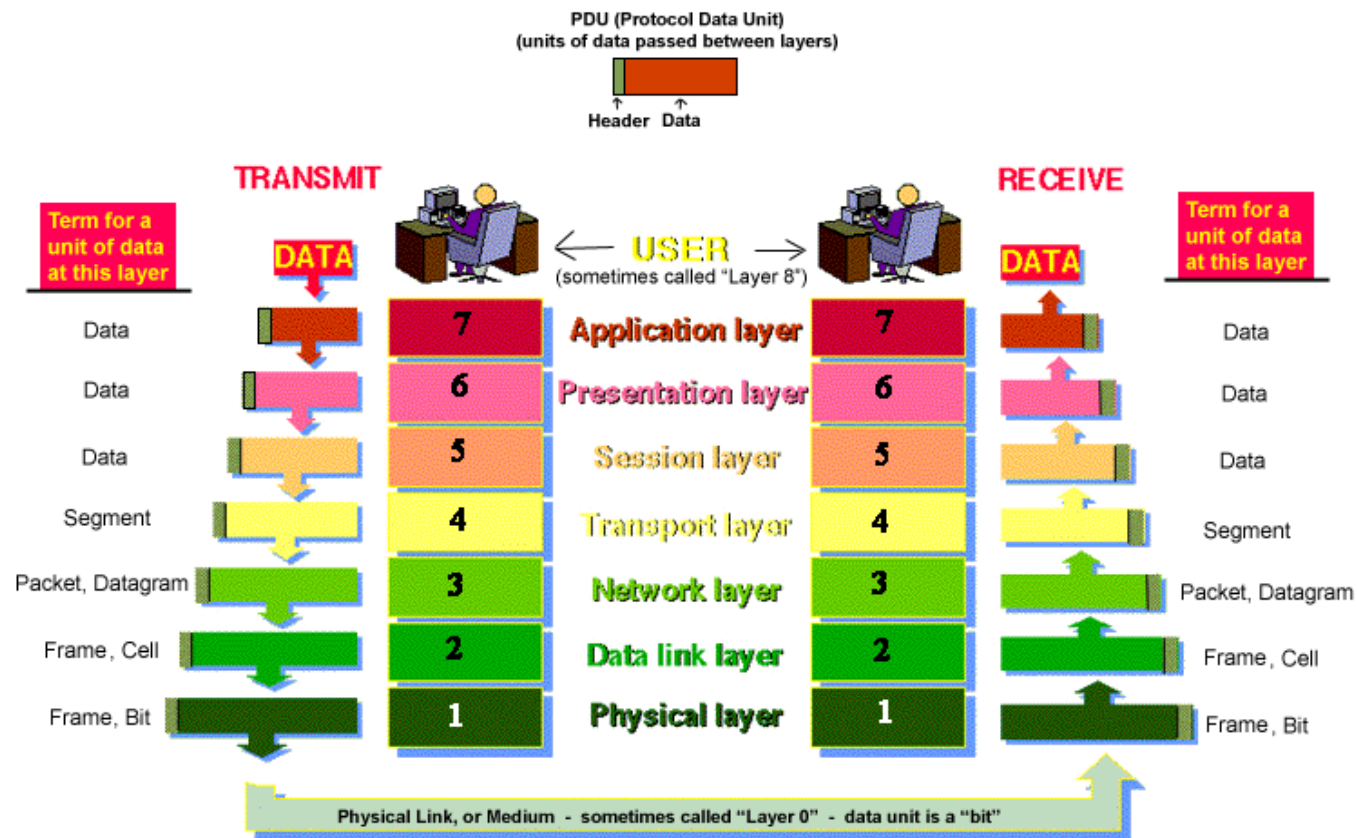 PDU (Protocol Data Unit)
(units of data passed between layers)
Header Data
TRANSMIT
RECEIVE
Term for a
unit of data
at this layer
DATA
USER
(sometimes called “Layer 8”)
DATA
Term for a
unit of data
at this layer
Data 7 Application layer 7 Data
Data 6 Presentation layer 6 Data
Data 5 Session layer 5 Data
Segment 4 Transport layer 4 Segment
Packet, Datagram 3 Network layer 3 Packet, Datagram
Frame, Cell 2 Data link layer 2 Frame, Cell
Frame, Bit 1 Physical layer 1 Frame, Bit
Physical Link, or Medium - sometimes called “Layer 0” - data unit is a “bit”